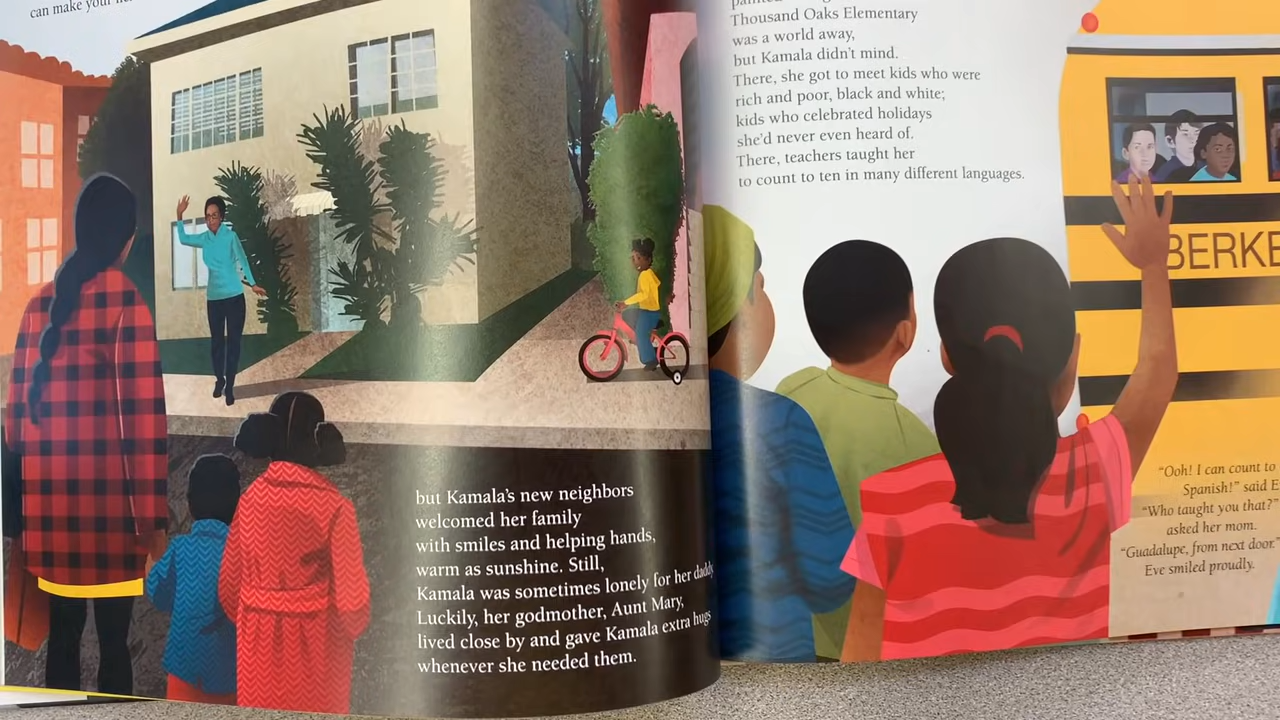 can make your
but Kamala's new neighbors
welcomed her family
with smiles and helping hands,
warm as sunshine. Still,
Kamala was sometimes lonely for her daddy
Luckily, her godmother, Aunt Mary,
lived close by and gave Kamala extra hugs
whenever she needed them.
Thousand Oaks Elementary
was a world away,
but Kamala didn't mind.
There, she got to meet kids who were
rich and poor, black and white;
kids who celebrated holidays
she'd never even heard of.
There, teachers taught her
to count to ten in many different languages.
BERKE
"Ooh! I can count to
Spanish!" said E
"Who taught you that?"
asked her mom.
"Guadalupe, from next door."
Eve smiled proudly.